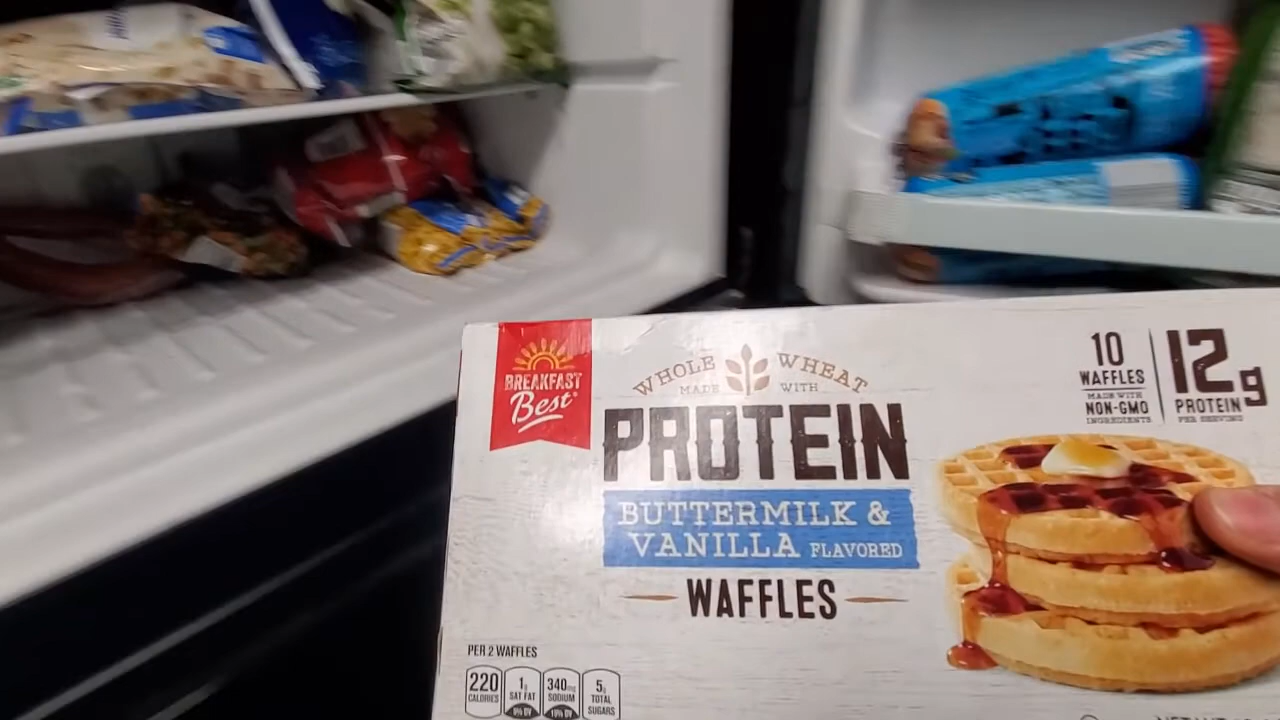 BREAKFAST
Best
WHOLE WHEAT
MADE WITH
PROTEIN
BUTTERMILK &
VANILLA FLAVORED
WAFFLES
10
WAFFLES
MADE WITH
NON-GMO
INGREDIENTS
12g
PROTEIN
PER SERVING
PER 2 WAFFLES
220
CALORIES
1g
SAT FAT
340mg
SODIUM
5g
TOTAL
SUGARS